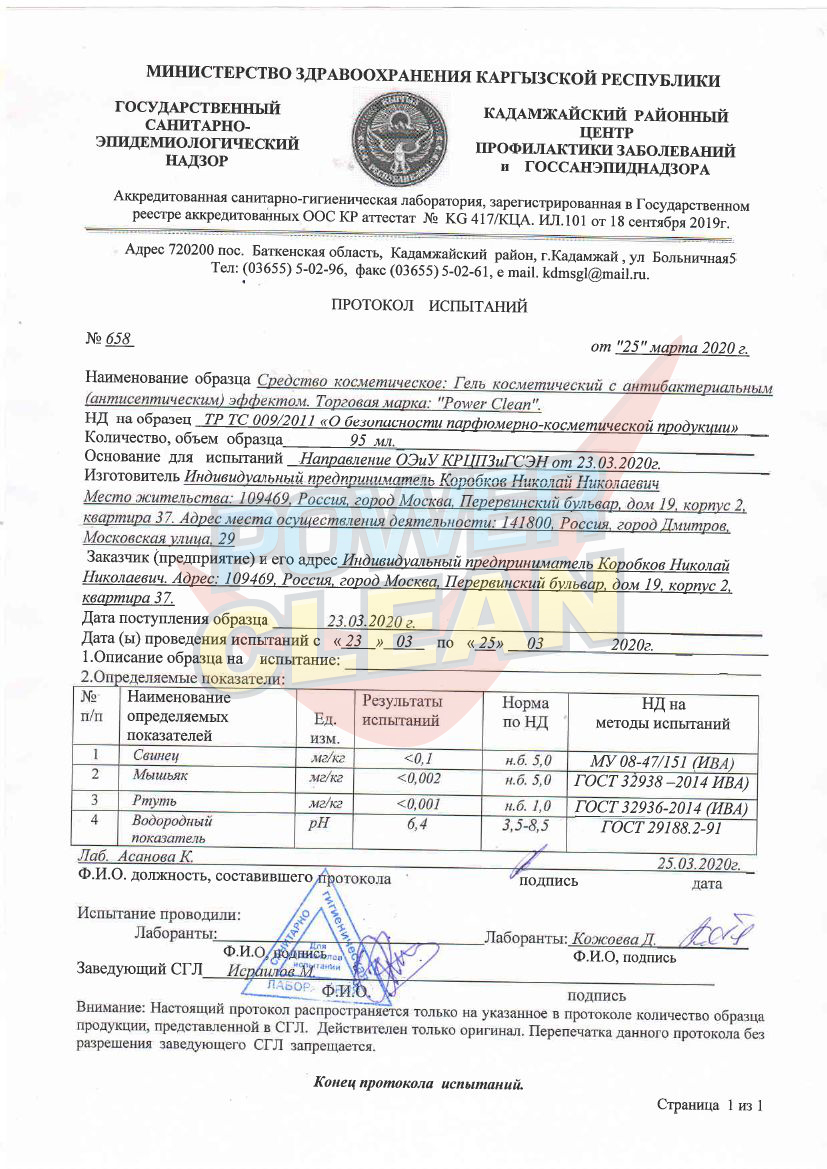 МИНИСТЕРСТВО ЗДРАВООХРАНЕНИЯ КАРГЫЗСКОЙ РЕСПУБЛИКИ
ГОСУДАРСТВЕННЫЙ
САНИТАРНО-
ЭПИДЕМИОЛОГИЧЕСКИЙ
НАДЗОР
КЫРГЫЗ
РЕСПУБЛИКАСЫ
КАДАМЖАЙСКИЙ РАЙОННЫЙ
ЦЕНТР
ПРОФИЛАКТИКИ ЗАБОЛЕВАНИЙ
и ГОССАНЭПИДНАДЗОРА
Аккредитованная санитарно-гигиеническая лаборатория, зарегистрированная в Государственном
реестре аккредитованных ООС КР аттестат № KG 417/КЦА. ИЛ.101 от 18 сентября 2019г.
Адрес 720200 пос. Баткенская область, Кадамжайский район, г.Кадамжай , ул Больничная5
Тел: (03655) 5-02-96, факс (03655) 5-02-61, e mail. kdmsgl@mail.ru.
ПРОТОКОЛ ИСПЫТАНИЙ
№ 658
от "25" марта 2020 г.
Наименование образца Средство косметическое: Гель косметический с антибактериальным
(антисептическим) эффектом. Торговая марка: "Power Clean".
НД на образец ТР ТС 009/2011 «О безопасности парфюмерно-косметической продукции»
Количество, объем образца 95 мл.
Основание для испытаний Направление ОЭиУ КРЦПЗиГСЭН от 23.03.2020г.
Изготовитель Индивидуальный предприниматель Коробков Николай Николаевич
Место жительства: 109469, Россия, город Москва, Перервинский бульвар, дом 19, корпус 2,
квартира 37. Адрес места осуществления деятельности: 141800, Россия, город Дмитров,
Московская улица, 29
Заказчик (предприятие) и его адрес Индивидуальный предприниматель Коробков Николай
Николаевич. Адрес: 109469, Россия, город Москва, Перервинский бульвар, дом 19, корпус 2,
квартира 37.
POWER
CLEAN
Дата поступления образца 23.03.2020 г.
Дата (ы) проведения испытаний с « 23 » 03 по « 25» 03 2020г.
1.Описание образца на испытание:
2.Определяемые показатели:
№ п/п Наименование определяемых показателей Ед. изм. Результаты испытаний Норма по НД НД на методы испытаний
1 Свинец мг/кг <0,1 н.б. 5,0 МУ 08-47/151 (ИВА)
2 Мышьяк мг/кг <0,002 н.б. 5,0 ГОСТ 32938 –2014 ИВА)
3 Ртуть мг/кг <0,001 н.б. 1,0 ГОСТ 32936-2014 (ИВА)
4 Водородный показатель pH 6,4 3,5-8,5 ГОСТ 29188.2-91
Лаб. Асанова К. 25.03.2020г.
Ф.И.О. должность, составившего протокола подпись дата
Испытание проводили:
Лаборанты: Лаборанты: Кожоева Д.
Ф.И.О, подпись Ф.И.О, подпись
Заведующий СГЛ Исраилов М.
Ф.И.О. подпись
САНИТАРНО
Для
испытаний
Внимание: Настоящий протокол распространяется только на указанное в протоколе количество образца
продукции, представленной в СГЛ. Действителен только оригинал. Перепечатка данного протокола без
разрешения заведующего СГЛ запрещается.
Конец протокола испытаний.
Страница 1 из 1